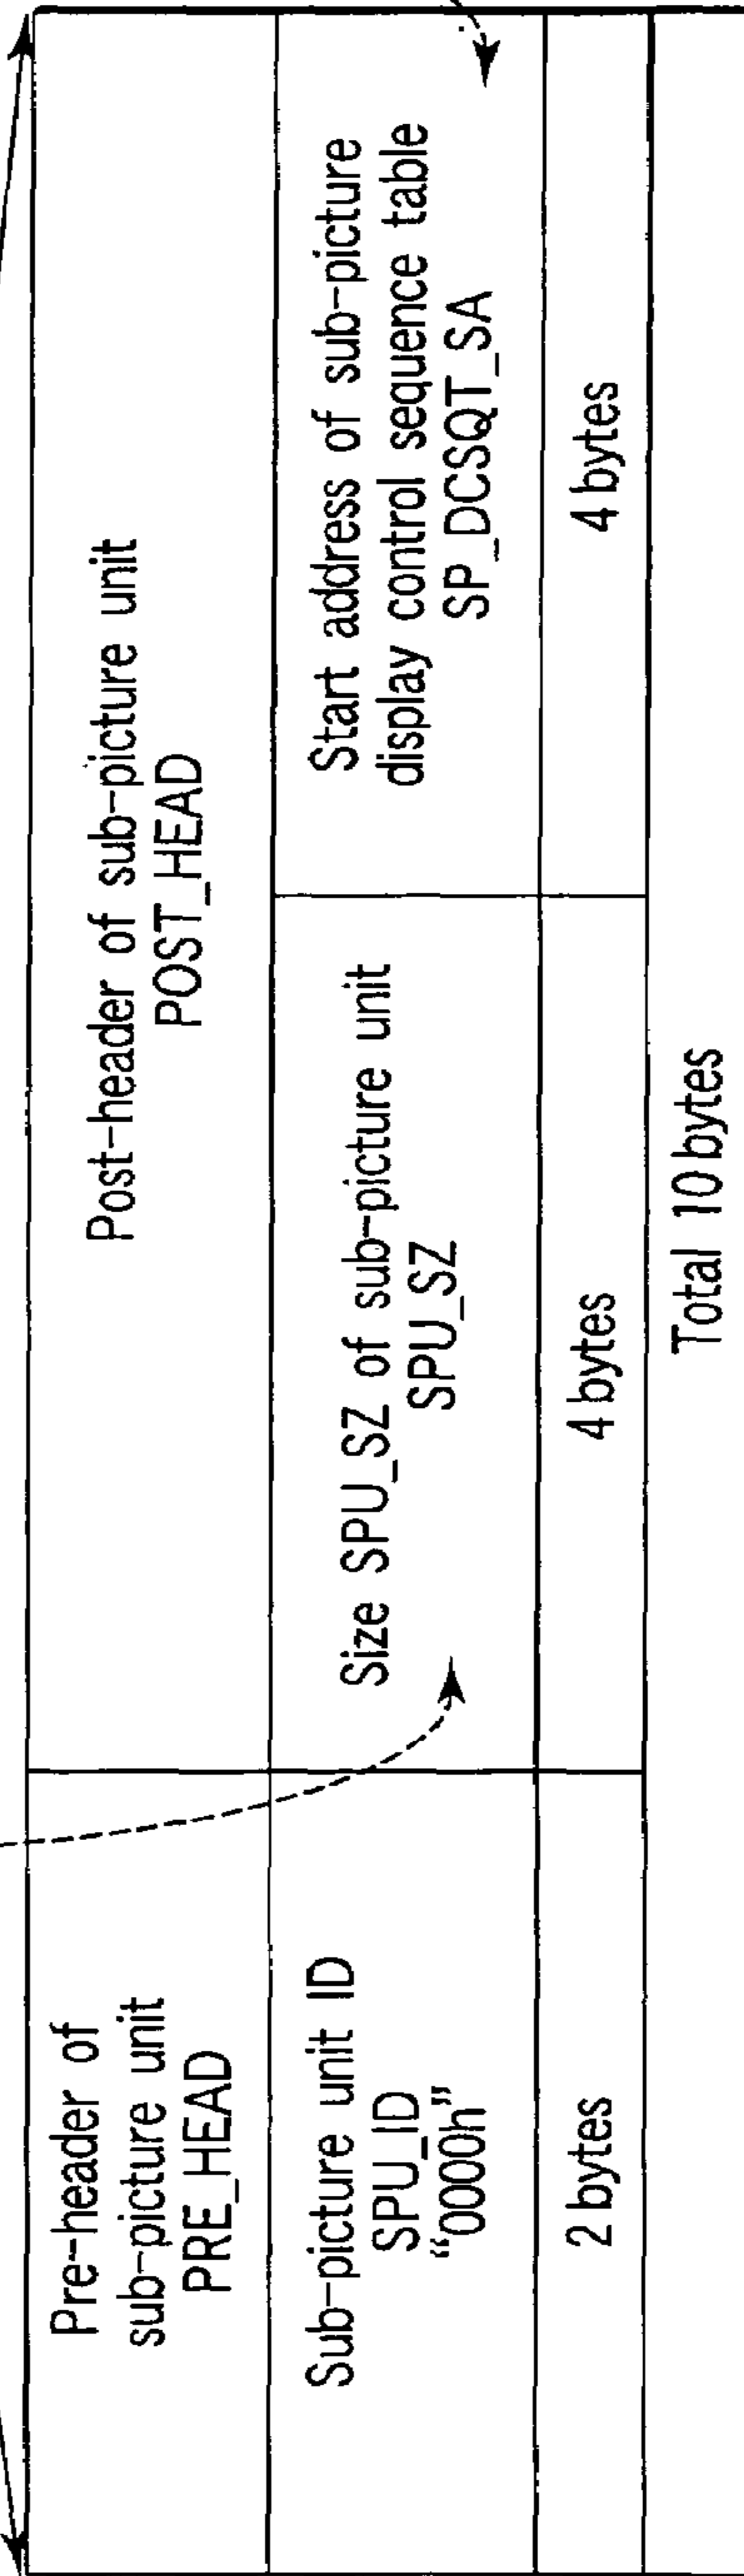 Pre-header of
sub-picture unit
PRE_HEAD
Post-header of sub-picture unit
POST_HEAD
Sub-picture unit ID
SPU_ID
“0000h”
Size SPU_SZ of sub-picture unit
SPU_SZ
Start address of sub-picture
display control sequence table
SP_DCSQT_SA
2 bytes
4 bytes
4 bytes
Total 10 bytes